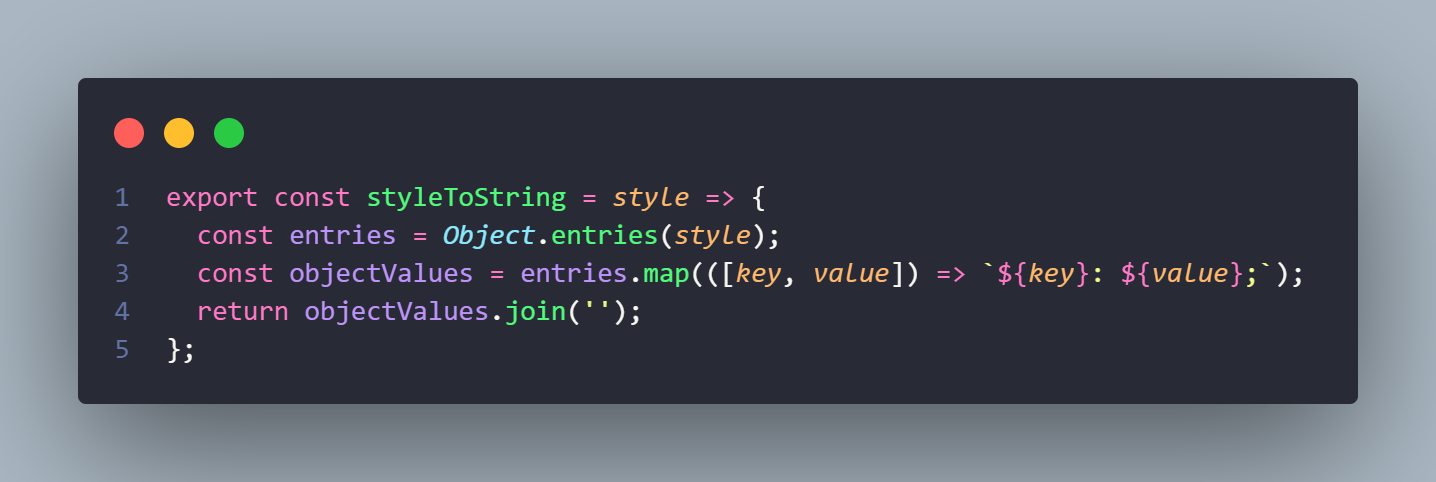 1 export const styleToString = style => {
2   const entries = Object.entries(style);
3   const objectValues = entries.map(([key, value]) => `${key}: ${value};`);
4   return objectValues.join('');
5 };